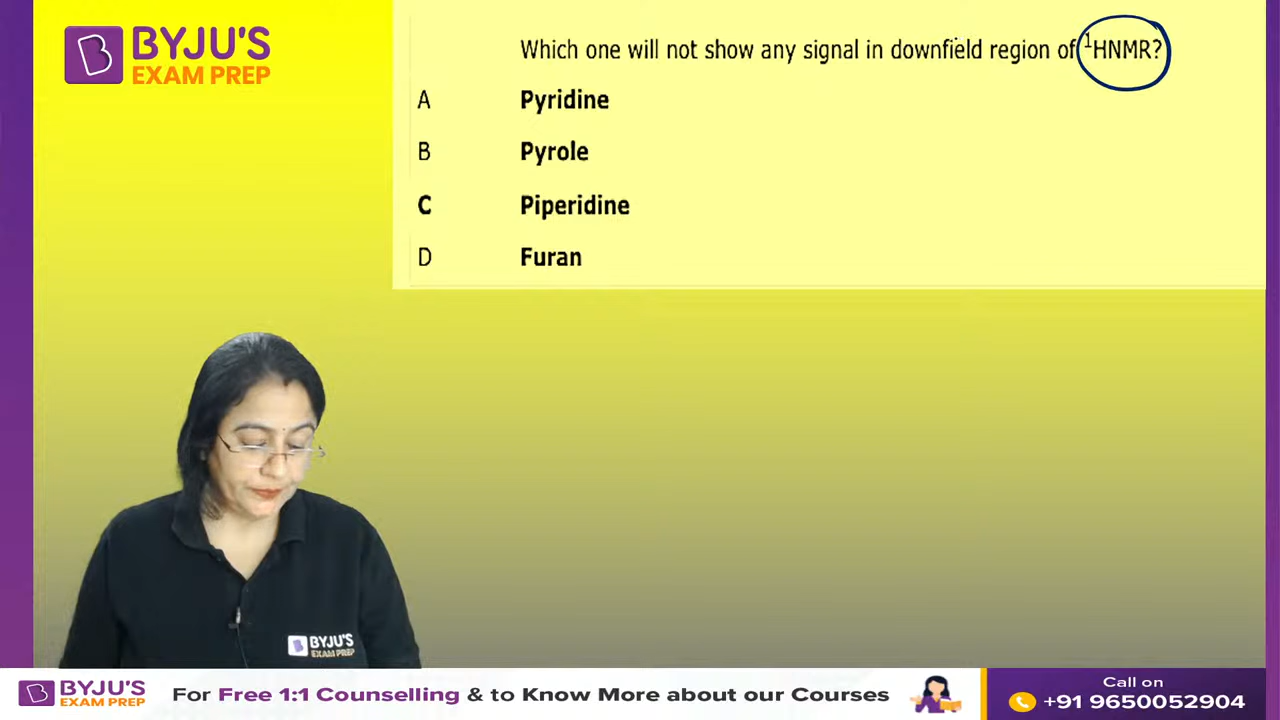 BYJU'S
EXAM PREP
Which one will not show any signal in downfield region of ¹HNMR?
A Pyridine
B Pyrole
C Piperidine
D Furan
BYJU'S
EXAM PREP
BYJU'S
EXAM PREP
For Free 1:1 Counselling & to Know More about our Courses
Call on
+91 9650052904